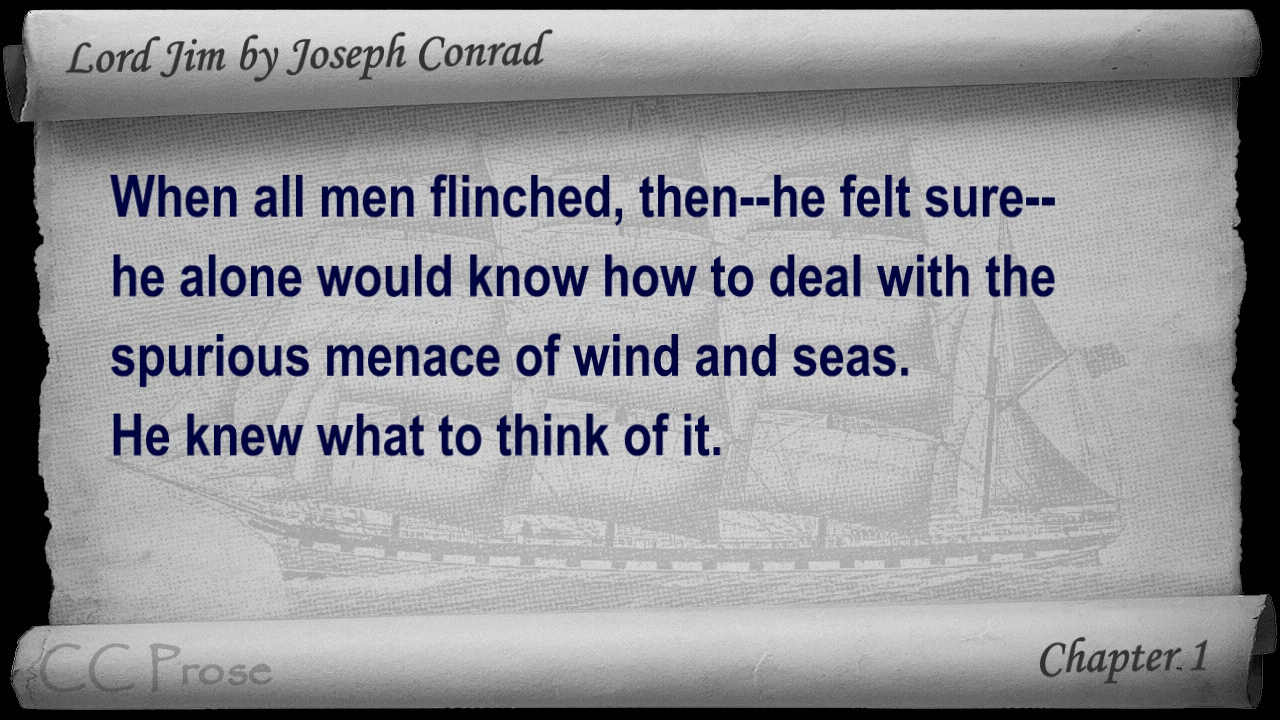 Lord Jim by Joseph Conrad
When all men flinched, then--he felt sure--
he alone would know how to deal with the
spurious menace of wind and seas.
He knew what to think of it.
CC Prose
Chapter 1